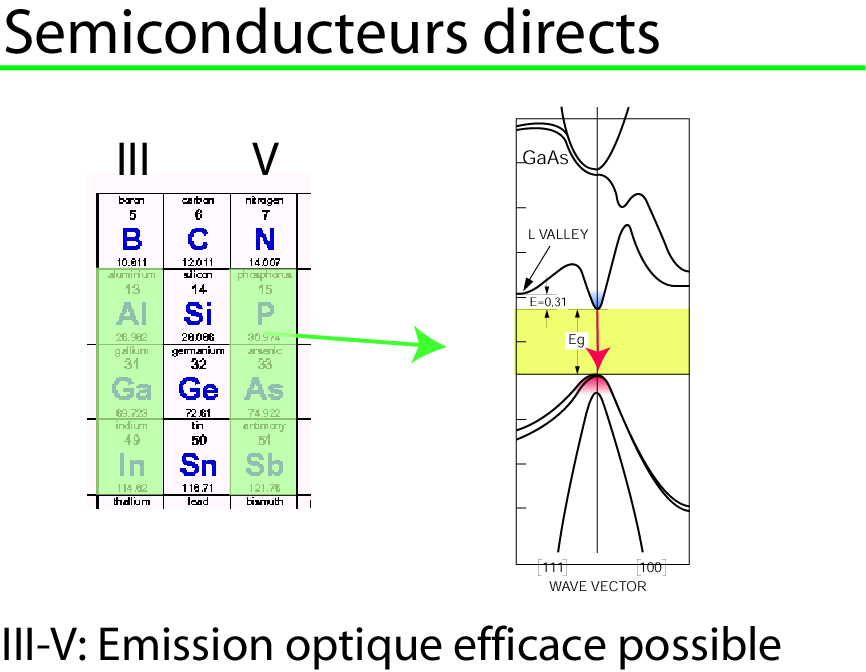 Semiconducteurs directs
III V
boron carbon nitrogen
5 6 7
B C N
10.811 12.011 14.007
aluminium silicon phosphorus
13 14 15
Al Si P
26.982 28.086 30.974
gallium germanium arsenic
31 32 33
Ga Ge As
69.723 72.61 74.922
indium tin antimony
49 50 51
In Sn Sb
114.82 118.71 121.76
thallium lead bismuth
GaAs
L VALLEY
E=0,31
Eg
[111] [100]
WAVE VECTOR
III-V: Emission optique efficace possible